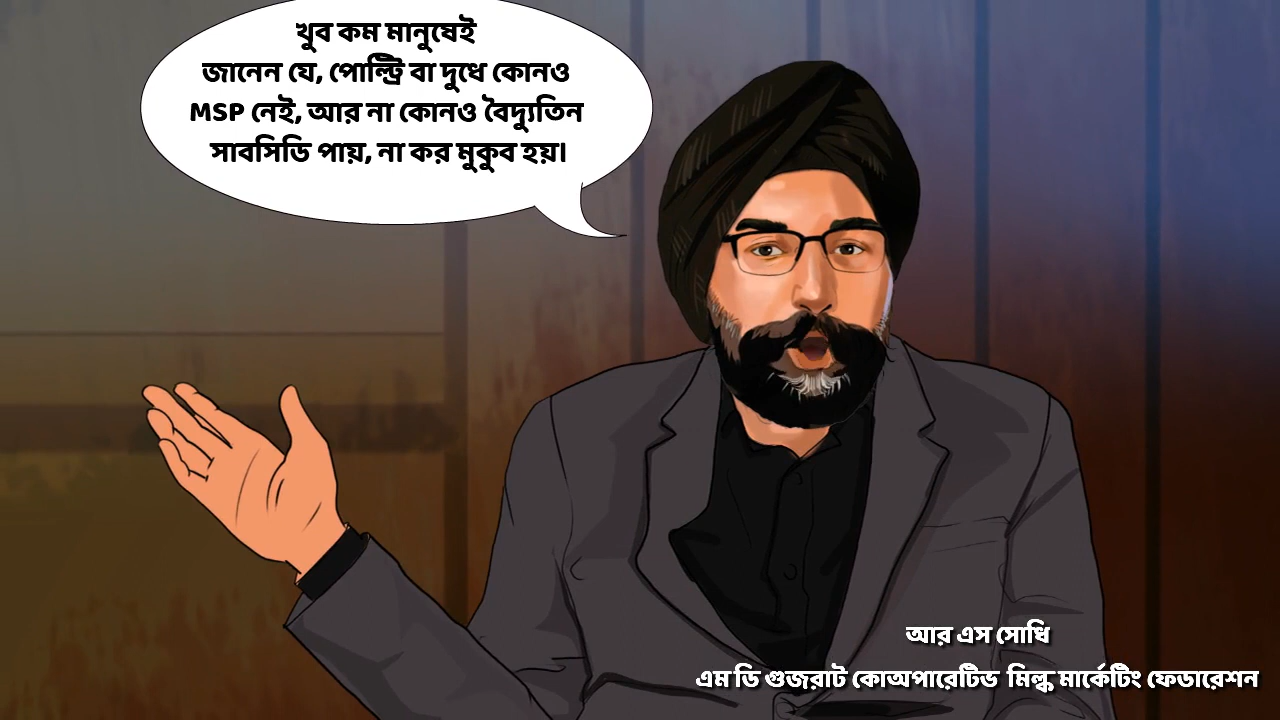 খুব কম মানুষেই
জানেন যে, পোল্ট্রি বা দুধে কোনও
MSP নেই, আর না কোনও বৈদ্যুতিন
সাবসিডি পায়, না কর মুকুব হয়।
আর এস সোধি
এম ডি গুজরাট কোঅপারেটিভ মিল্ক মার্কেটিং ফেডারেশন